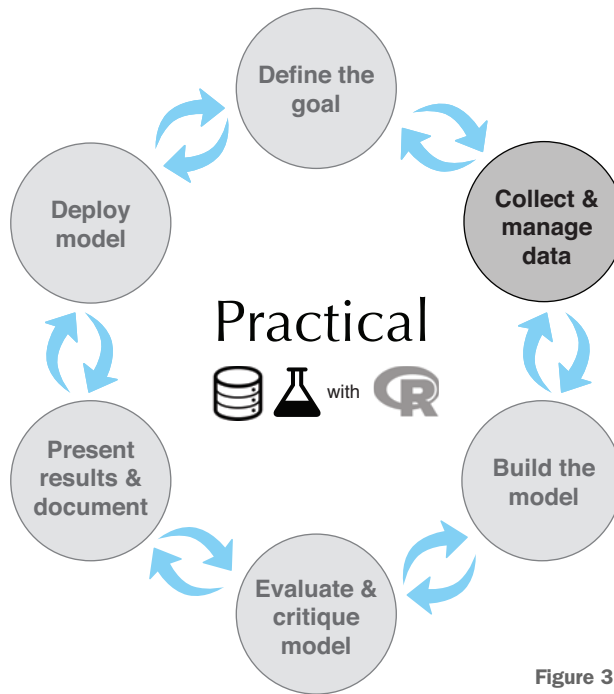 Define the
goal
Deploy
model
Collect &
manage
data
Practical
with R
Present
results &
document
Build the
model
Evaluate &
critique
model
Figure 3